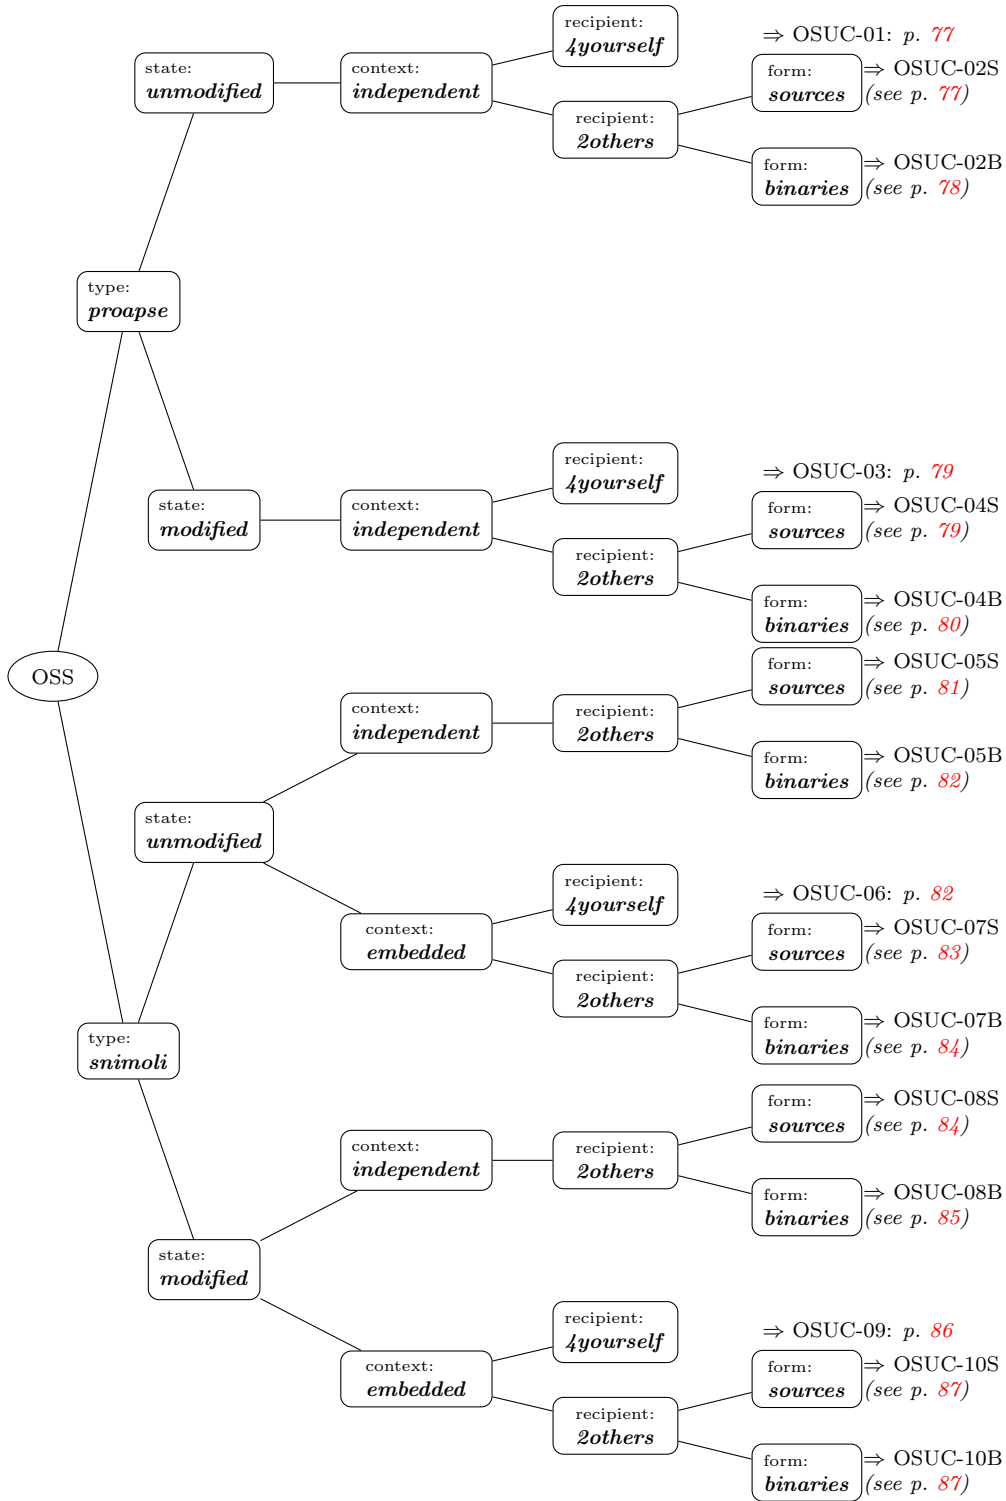 recipient:
4yourself
⇒ OSUC-01: p. 77
state:
unmodified
context:
independent
form:
sources
⇒ OSUC-02S
(see p. 77)
recipient:
2others
form:
binaries
⇒ OSUC-02B
(see p. 78)
type:
proapse
recipient:
4yourself
⇒ OSUC-03: p. 79
state:
modified
context:
independent
form:
sources
⇒ OSUC-04S
(see p. 79)
recipient:
2others
form:
binaries
⇒ OSUC-04B
(see p. 80)
OSS
form:
sources
⇒ OSUC-05S
(see p. 81)
context:
independent
recipient:
2others
form:
binaries
⇒ OSUC-05B
(see p. 82)
state:
unmodified
recipient:
4yourself
⇒ OSUC-06: p. 82
context:
embedded
form:
sources
⇒ OSUC-07S
(see p. 83)
recipient:
2others
form:
binaries
⇒ OSUC-07B
(see p. 84)
type:
snimoli
form:
sources
⇒ OSUC-08S
(see p. 84)
context:
independent
recipient:
2others
form:
binaries
⇒ OSUC-08B
(see p. 85)
state:
modified
recipient:
4yourself
⇒ OSUC-09: p. 86
context:
embedded
form:
sources
⇒ OSUC-10S
(see p. 87)
recipient:
2others
form:
binaries
⇒ OSUC-10B
(see p. 87)